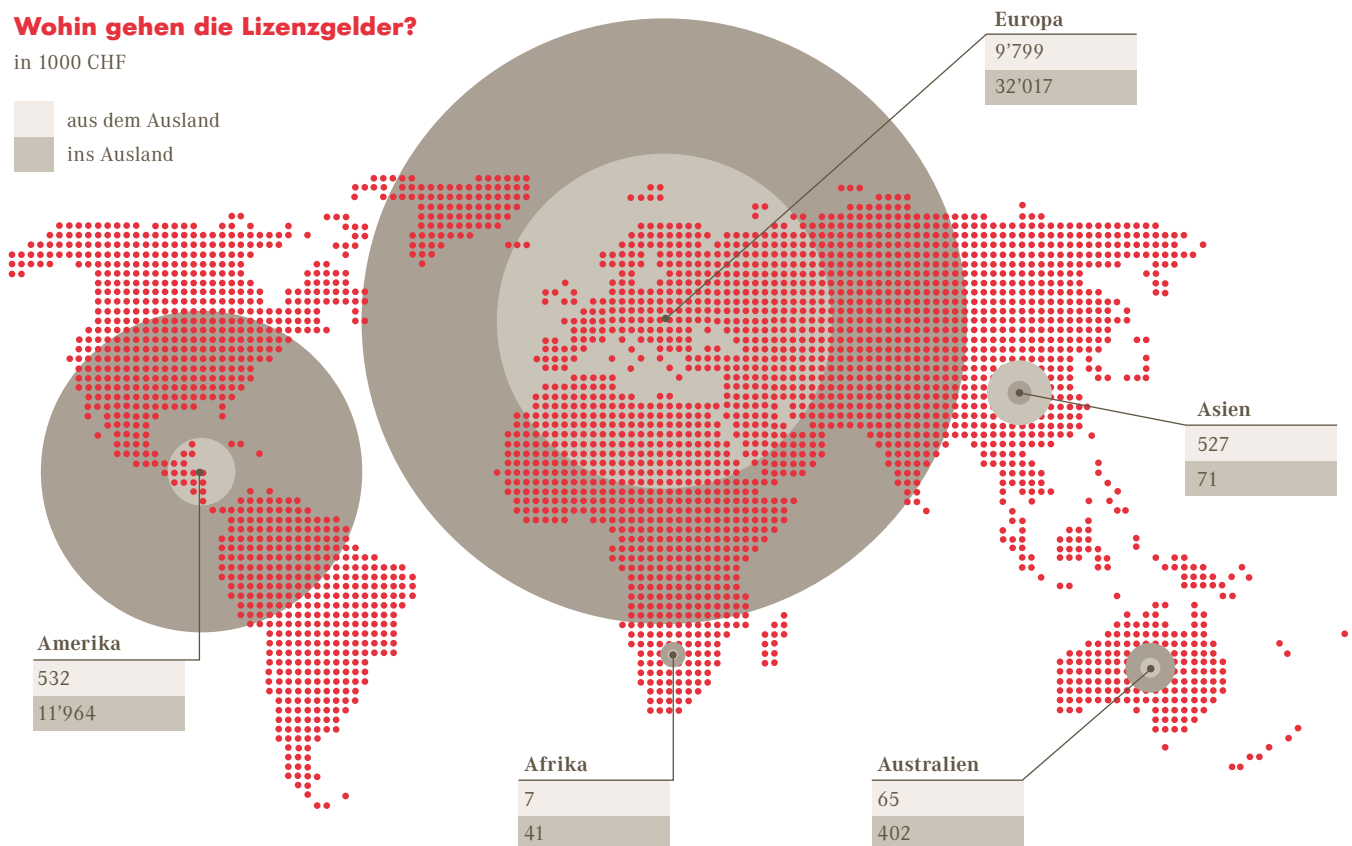 Wohin gehen die Lizenzgelder?
in 1000 CHF
aus dem Ausland
ins Ausland
Europa
9’799
32’017
Asien
527
71
Amerika
532
11’964
Afrika
7
41
Australien
65
402